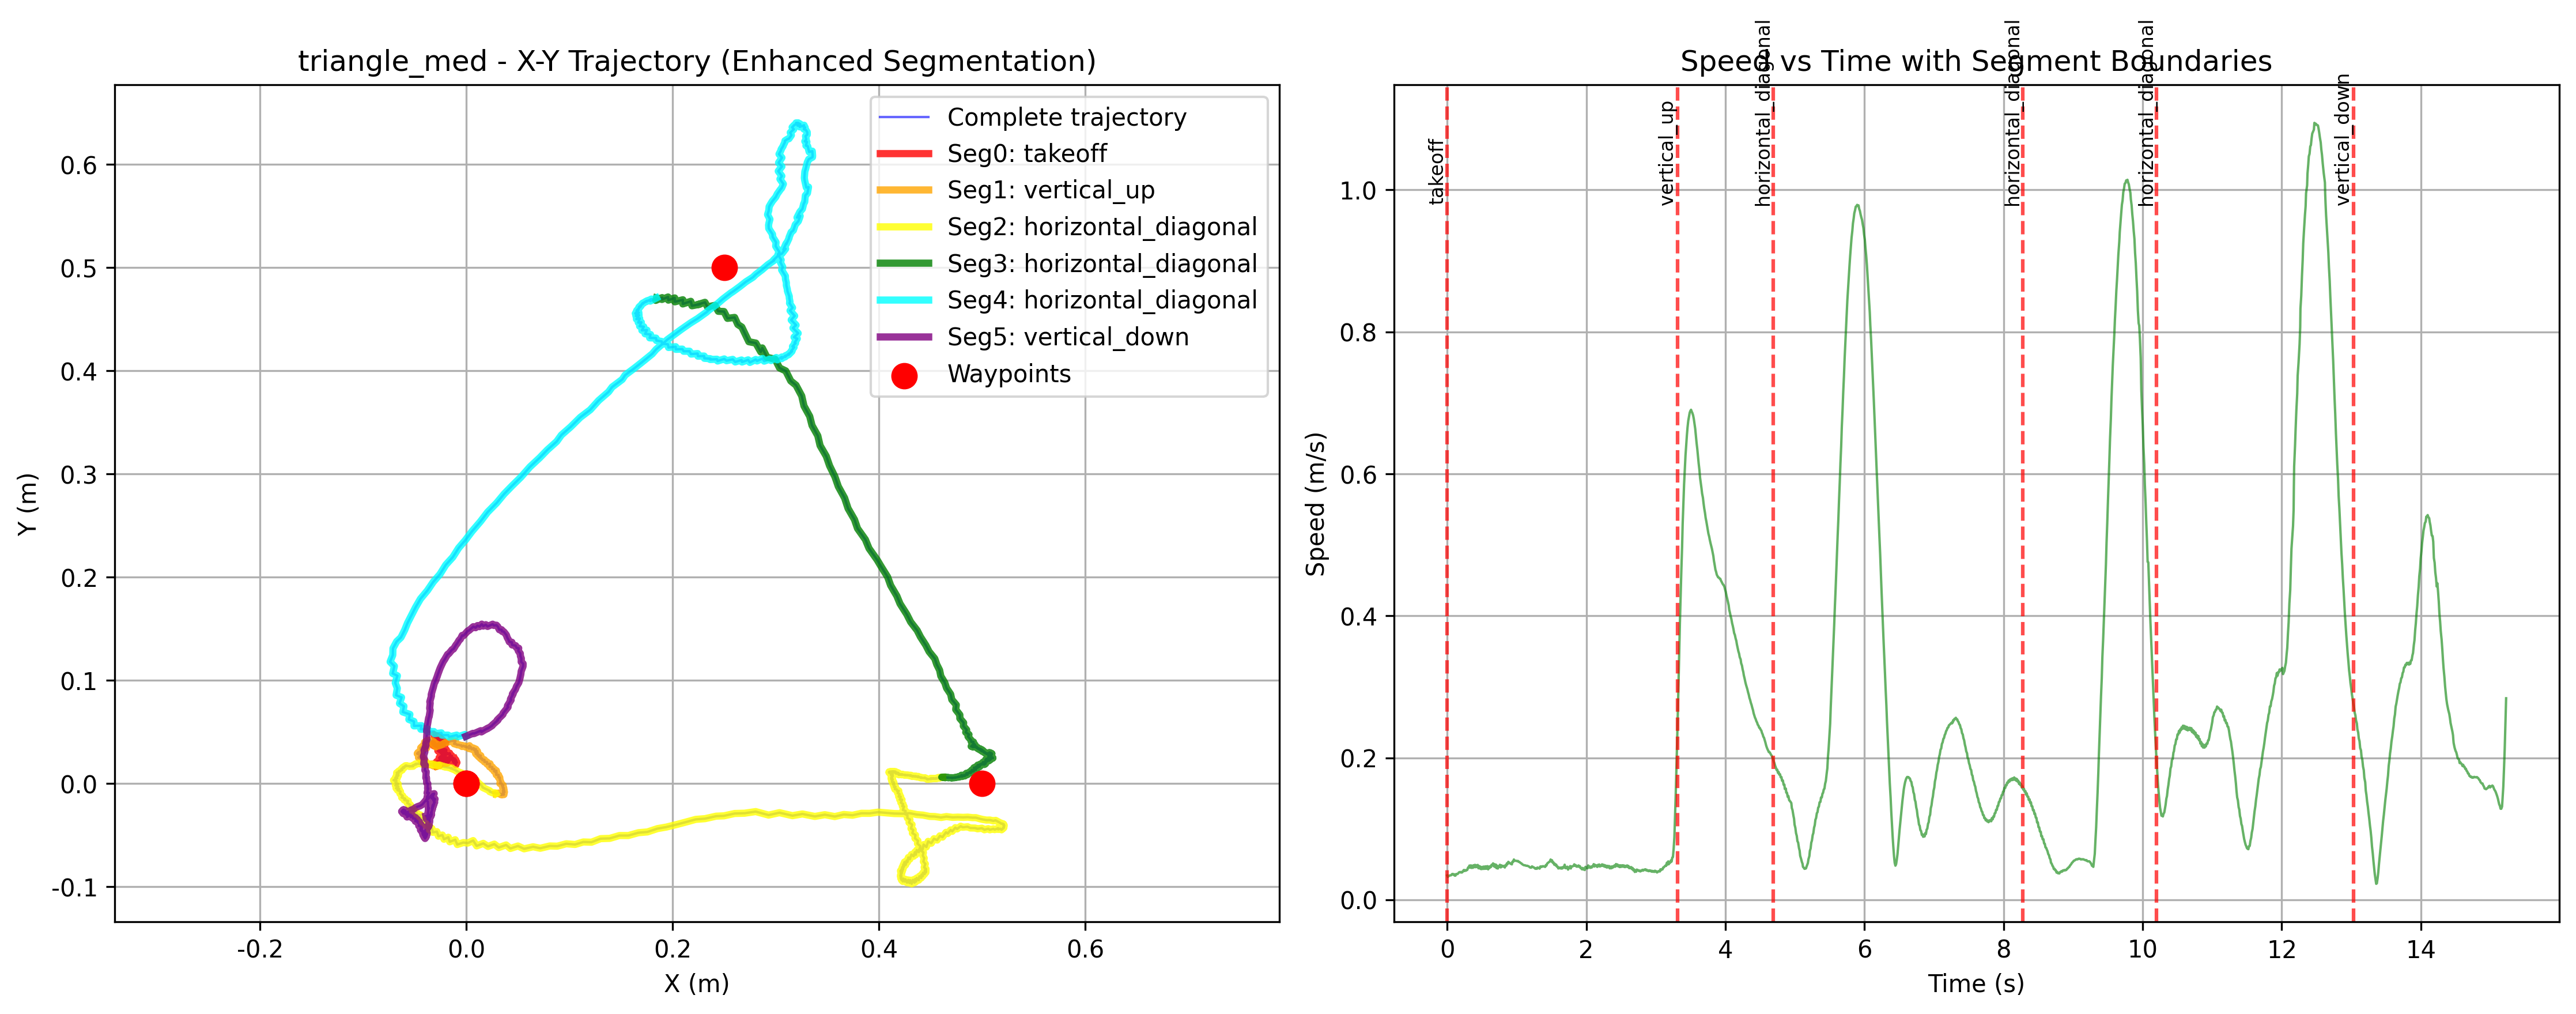 triangle_med - X-Y Trajectory (Enhanced Segmentation)
Complete trajectory
Seg0: takeoff
Seg1: vertical_up
Seg2: horizontal_diagonal
Seg3: horizontal_diagonal
Seg4: horizontal_diagonal
Seg5: vertical_down
Waypoints
Y (m)
0.6
0.5
0.4
0.3
0.2
0.1
0.0
-0.1
-0.2 0.0 0.2 0.4 0.6
X (m)
Speed vs Time with Segment Boundaries
takeoff
vertical_up
horizontal_diagonal
horizontal_diagonal
horizontal_diagonal
vertical_down
Speed (m/s)
1.0
0.8
0.6
0.4
0.2
0.0
0 2 4 6 8 10 12 14
Time (s)